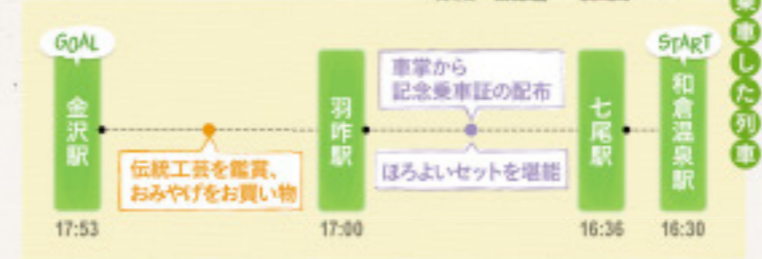 乗車した列車
START
和倉温泉駅
16:30
七尾駅
16:36
車掌から
記念乗車証の配布
ほろよいセットを堪能
羽咋駅
17:00
伝統工芸を鑑賞、
おみやげをお買い物
GOAL
金沢駅
17:53